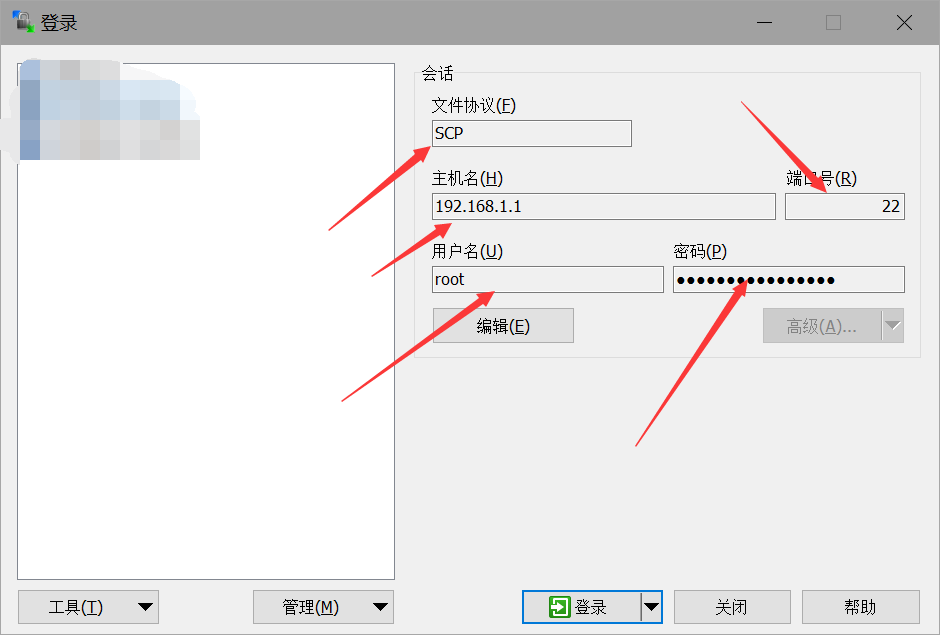 登录
会话
文件协议(F)
SCP
主机名(H)
端口号(R)
192.168.1.1
22
用户名(U)
密码(P)
root
●●●●●●●●●●●●●●●●
编辑(E)
高级(A)...
工具(T)
管理(M)
登录
关闭
帮助